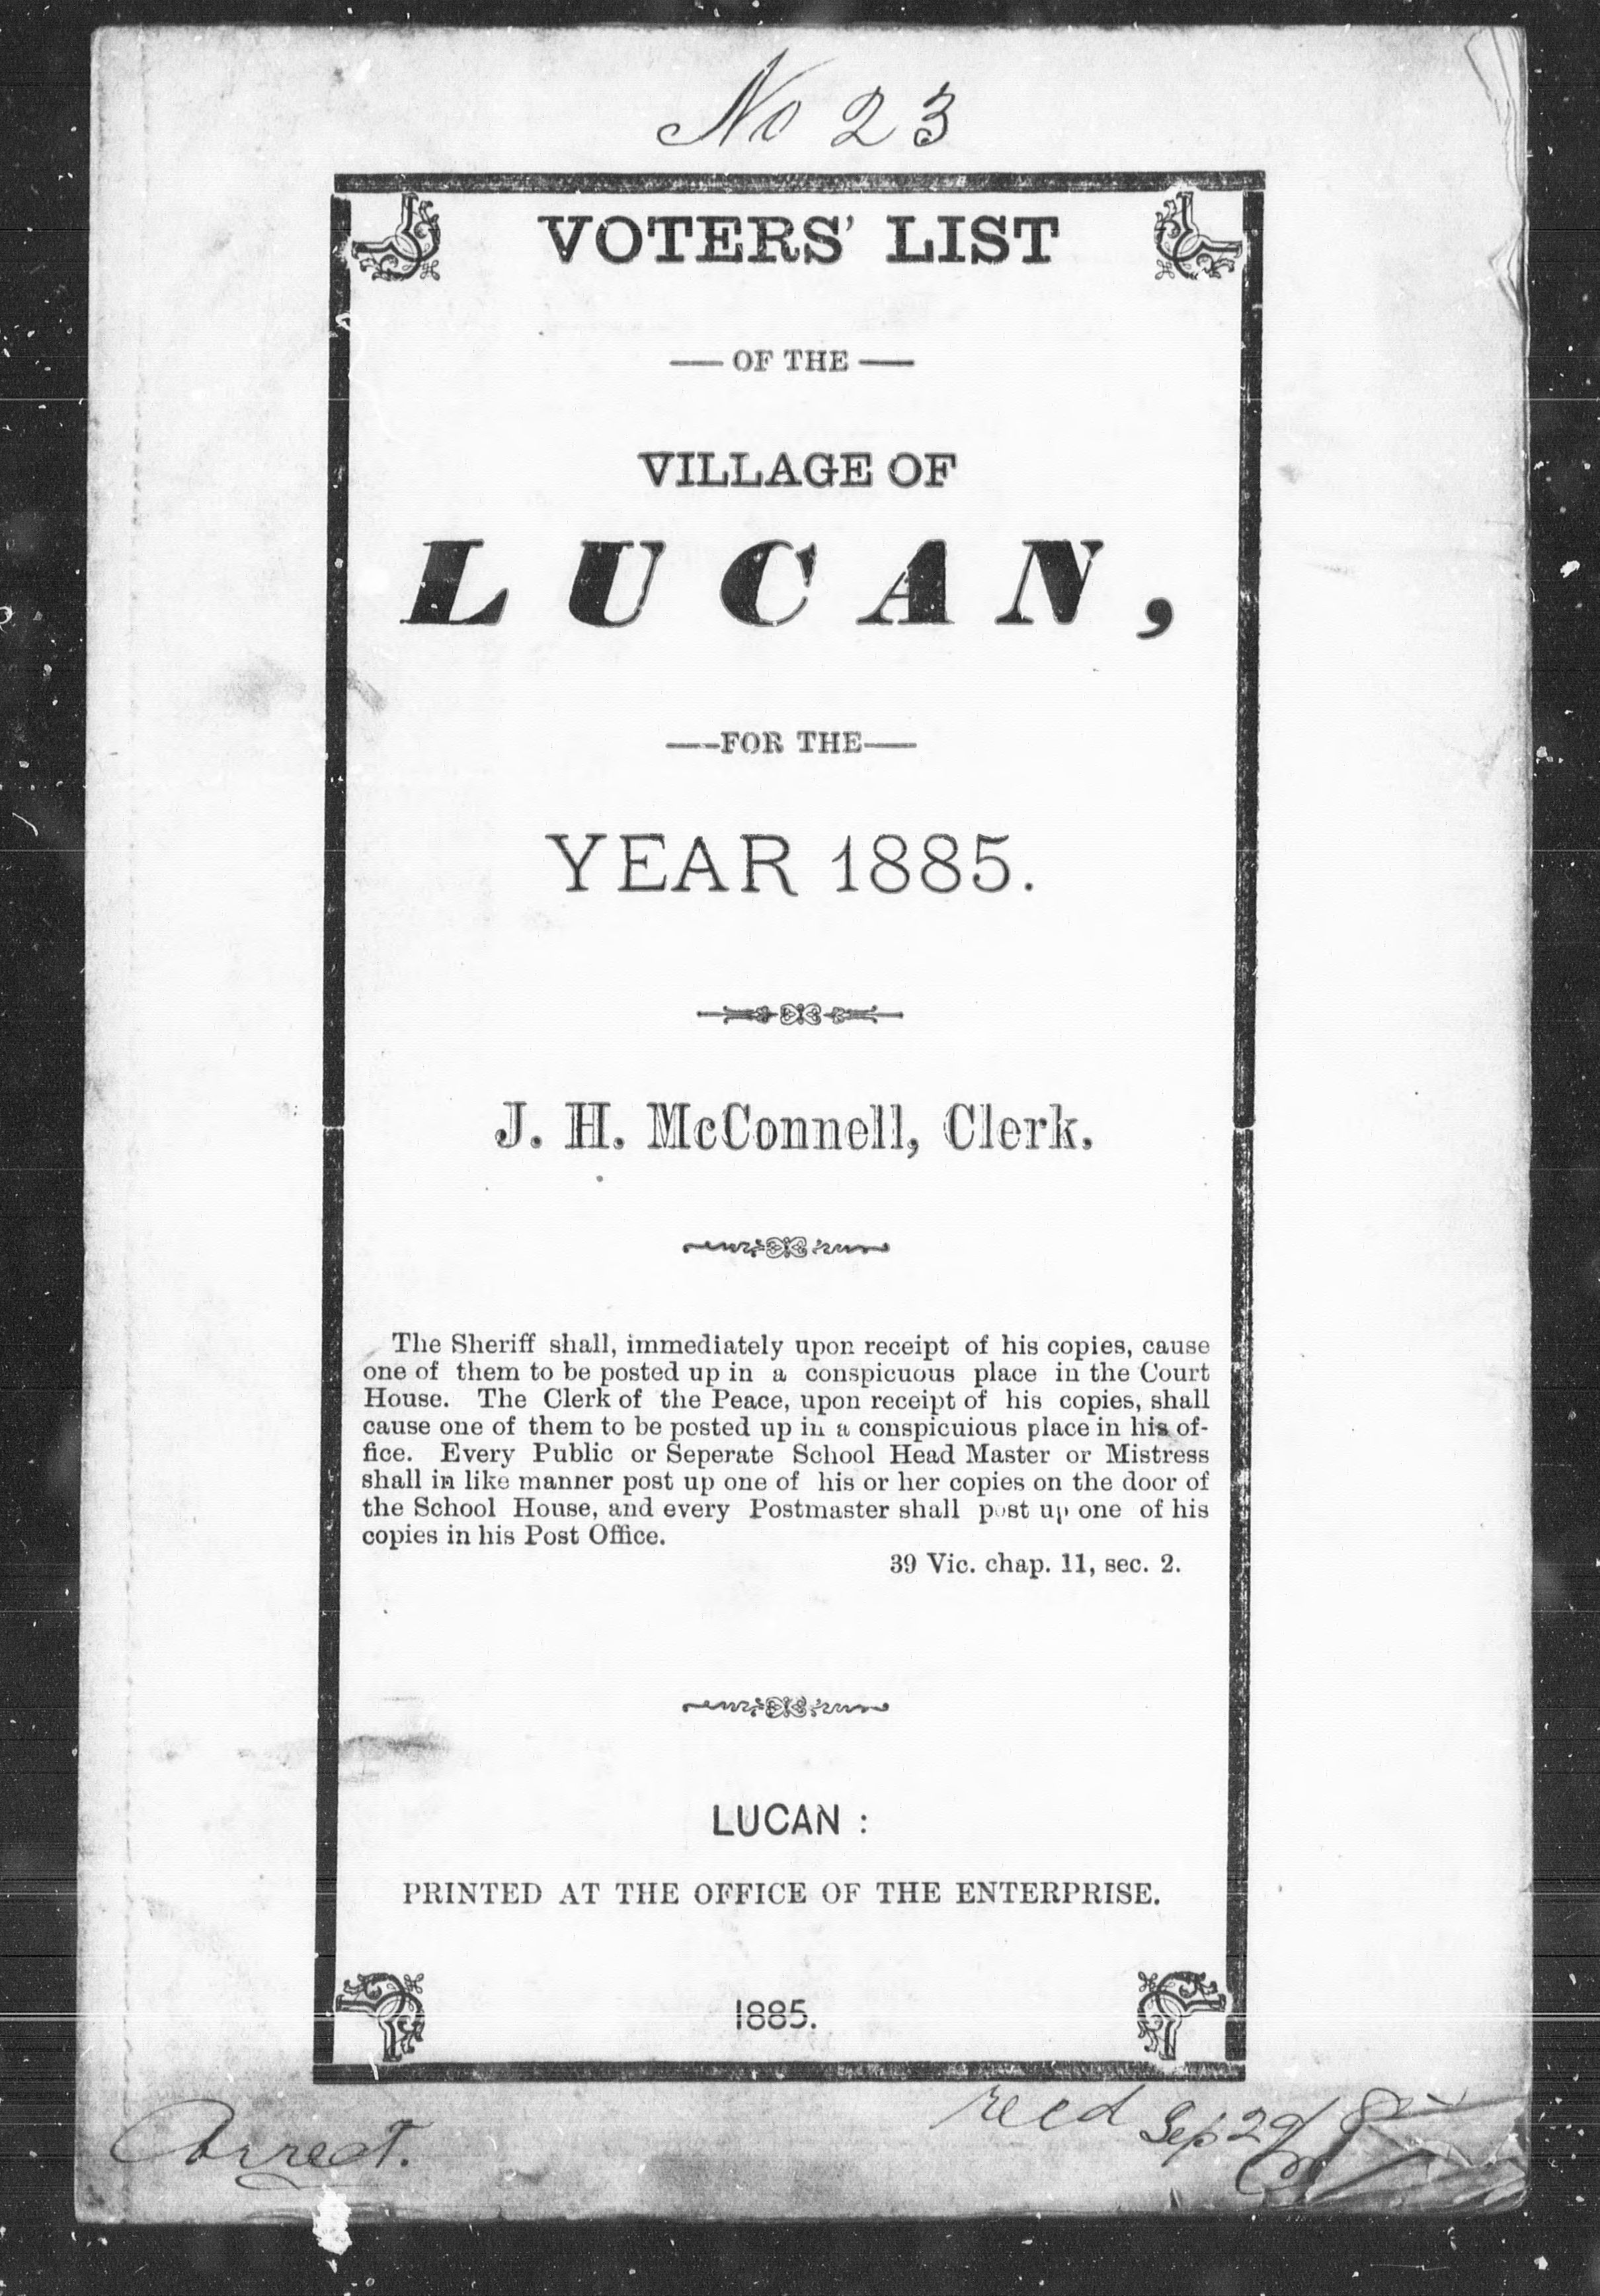 No 23
VOTERS' LIST
— OF THE —
VILLAGE OF
LUCAN,
—FOR THE—
YEAR 1885.
J. H. McConnell, Clerk.
The Sheriff shall, immediately upon receipt of his copies, cause
one of them to be posted up in a conspicuous place in the Court
House. The Clerk of the Peace, upon receipt of his copies, shall
cause one of them to be posted up in a conspicuious place in his of-
fice. Every Public or Seperate School Head Master or Mistress
shall in like manner post up one of his or her copies on the door of
the School House, and every Postmaster shall post up one of his
copies in his Post Office.
39 Vic. chap. 11, sec. 2.
LUCAN :
PRINTED AT THE OFFICE OF THE ENTERPRISE.
1885.
recd Sep 29/85
Correct.